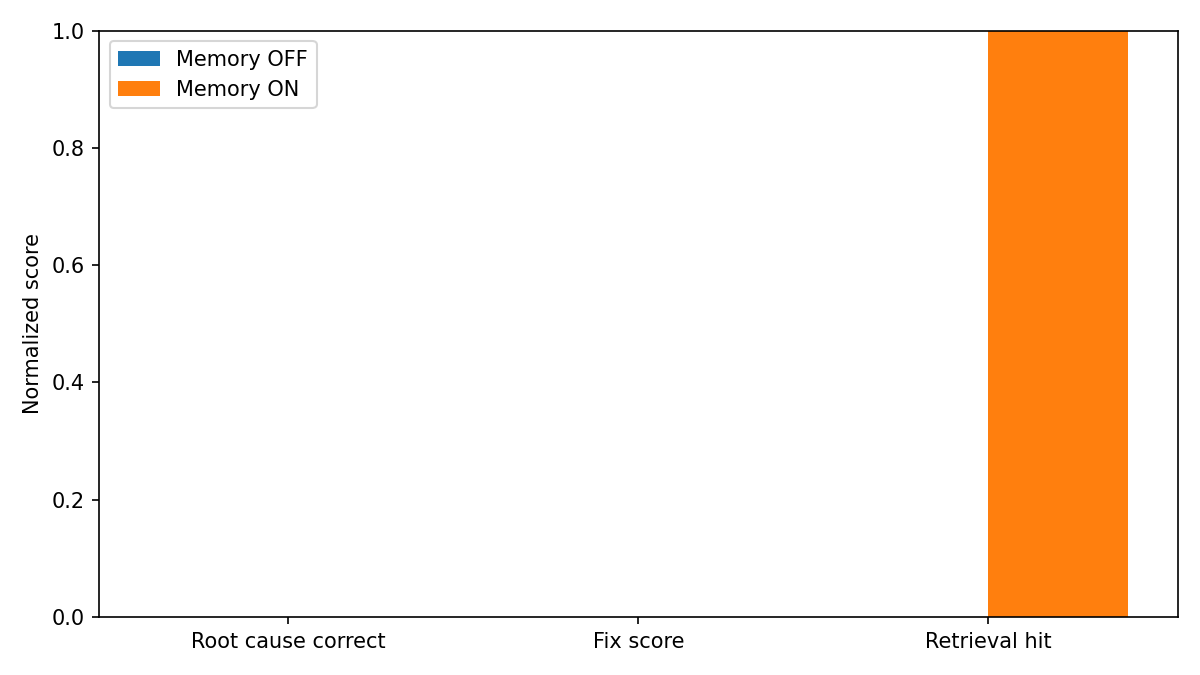 Memory OFF
Memory ON
1.0
0.8
0.6
0.4
0.2
0.0
Normalized score
Root cause correct
Fix score
Retrieval hit